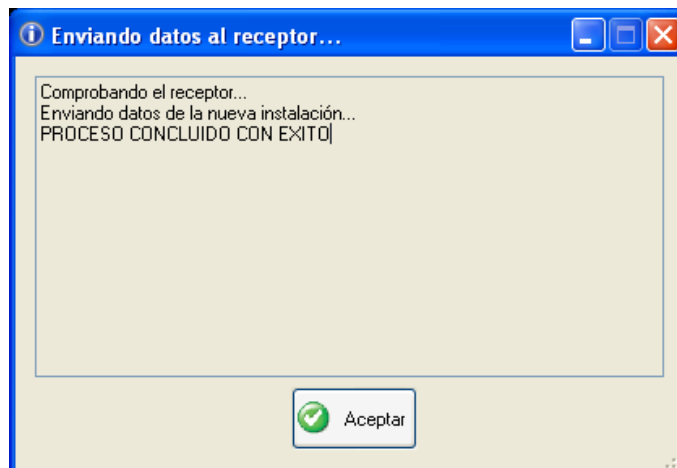 Enviando datos al receptor...
Comprobando el receptor...
Enviando datos de la nueva instalación...
PROCESO CONCLUIDO CON EXITO
Aceptar